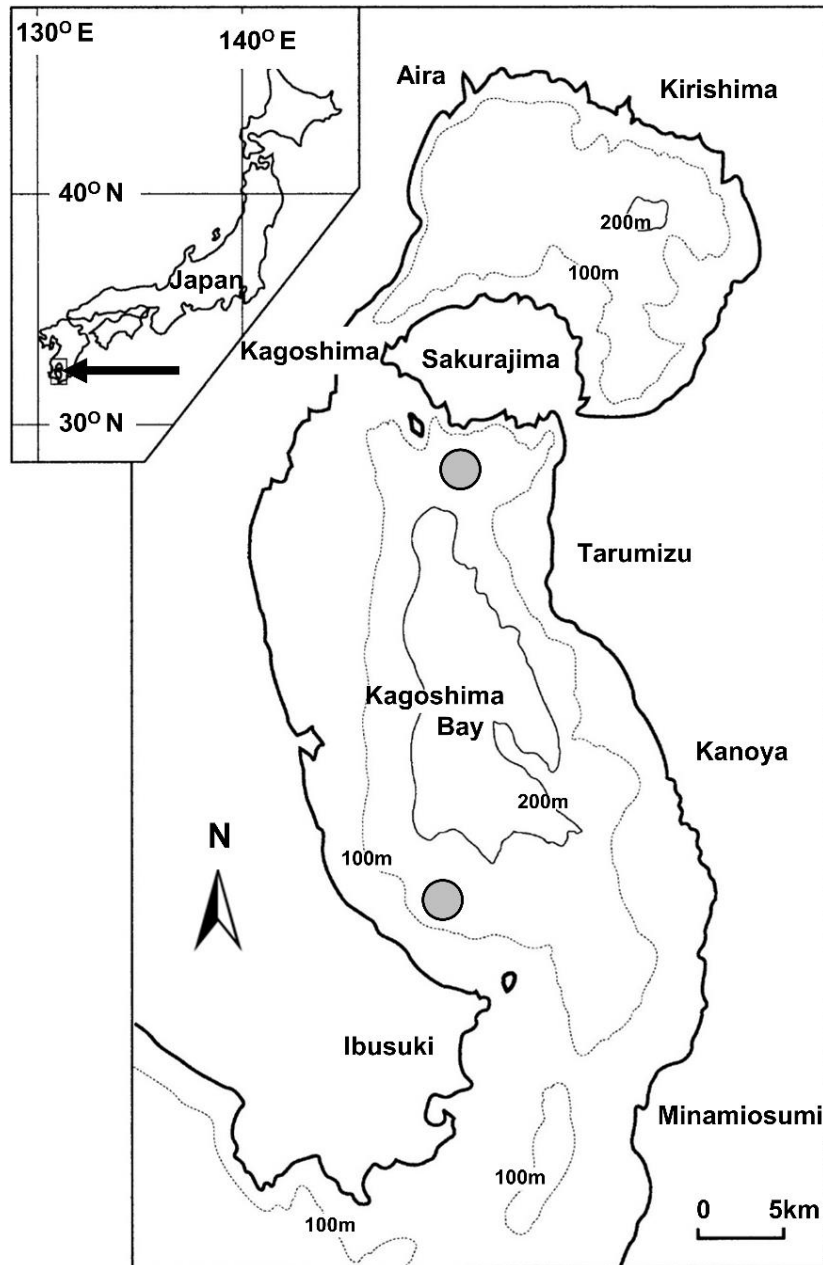 130° E
140° E
40° N
Japan
30° N
Aira
Kirishima
200m
100m
Kagoshima
Sakurajima
Tarumizu
Kagoshima
Bay
Kanoya
200m
N
100m
Ibusuki
Minamiosumi
100m
0 5km
100m